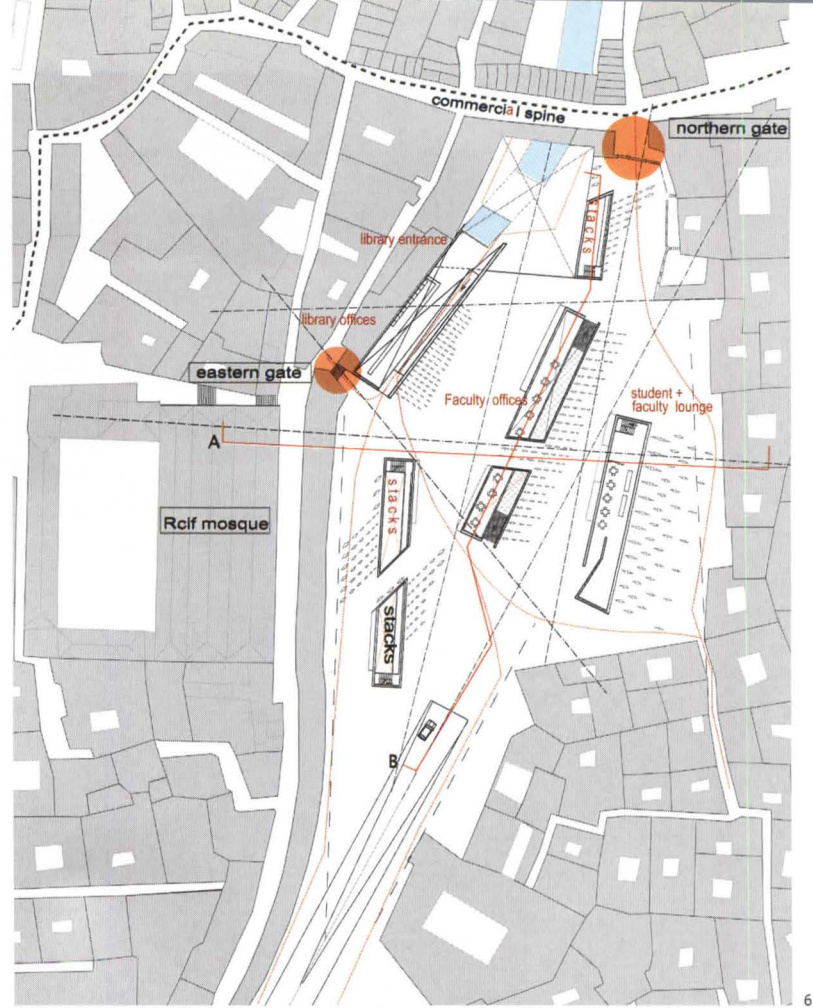 commercial spine
northern gate
stacks
library entrance
library offices
eastern gate
Faculty offices
student +
faculty lounge
A
stacks
Rcif mosque
stacks
B
6